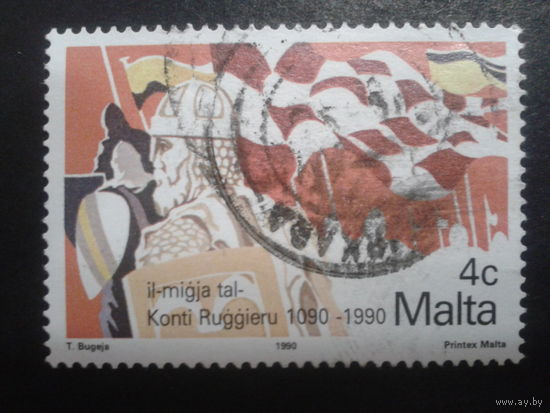 il-miġja tal-
Konti Ruġġieru 1090 -1990
4c
Malta
T. Bugeja
1990
Printex Malta
www.ay.by